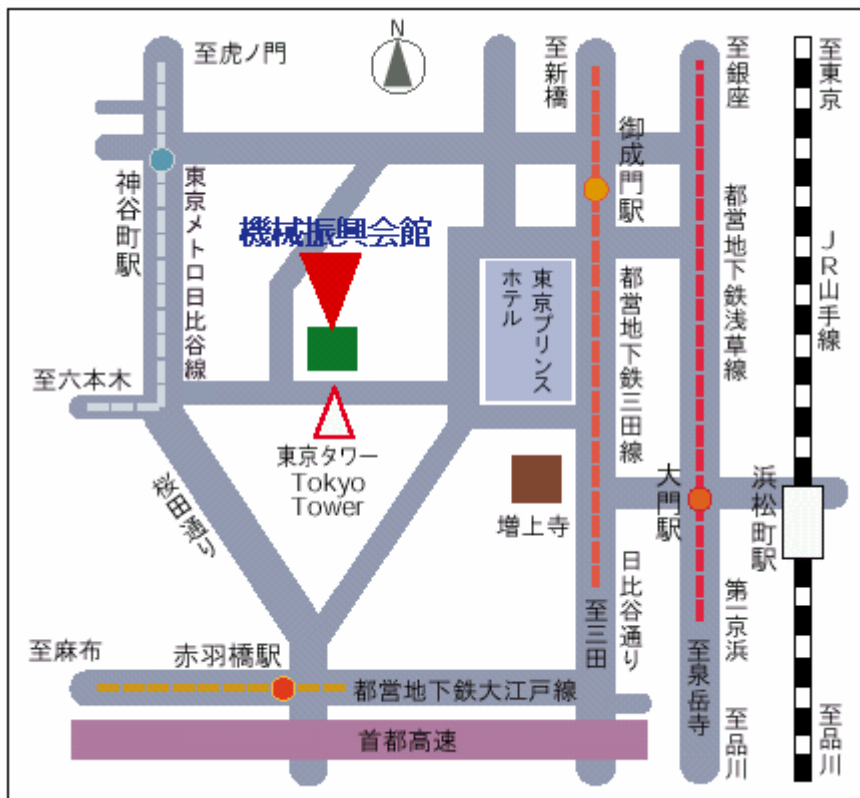 N
至虎ノ門
至新橋
至銀座
至東京
御成門駅
神谷町駅
東京メトロ日比谷線
機械振興会館
都営地下鉄浅草線
JR山手線
東京プリンス
ホテル
都営地下鉄三田線
至六本木
東京タワー
Tokyo
Tower
桜田通り
増上寺
大門駅
浜松町駅
日比谷通り
第一京浜
至三田
至麻布
赤羽橋駅
都営地下鉄大江戸線
至泉岳寺
至品川
至品川
首都高速